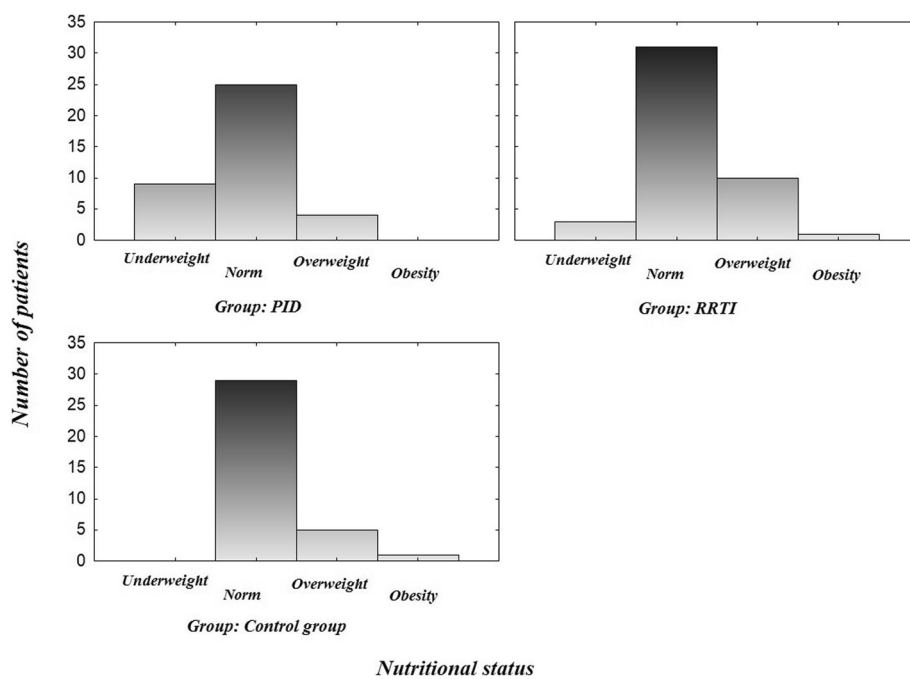 35
30
25
20
15
10
5
0
Underweight Norm Overweight Obesity
Group: PID
Underweight Norm Overweight Obesity
Group: RRTI
Number of patients
35
30
25
20
15
10
5
0
Underweight Norm Overweight Obesity
Group: Control group
Nutritional status